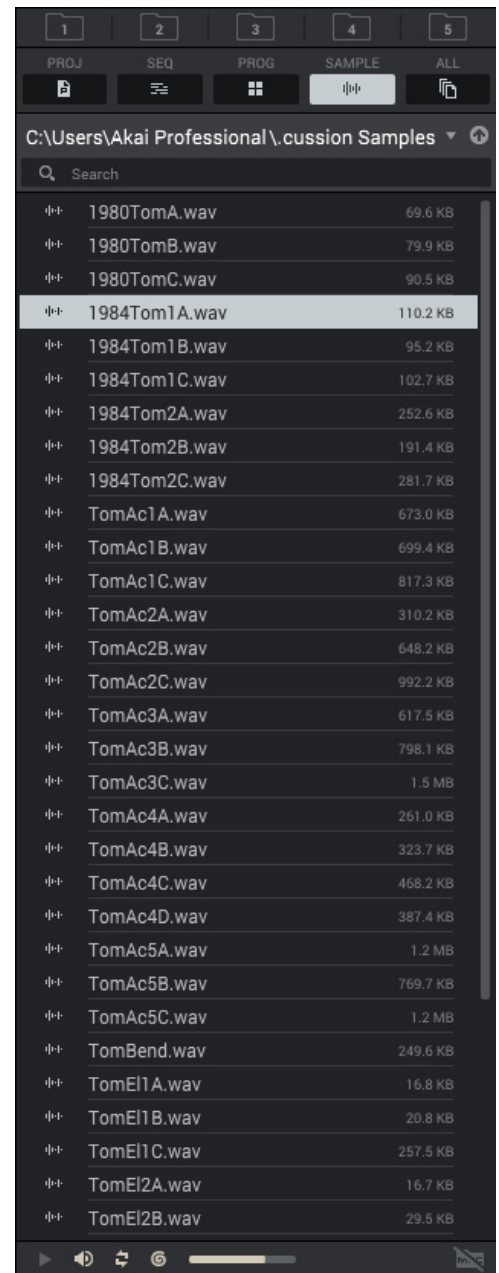 1 2 3 4 5
PROJ SEQ PROG SAMPLE ALL
C:\Users\Akai Professional\.cussion Samples
Search
1980TomA.wav 69.6 KB
1980TomB.wav 79.9 KB
1980TomC.wav 90.5 KB
1984Tom1A.wav 110.2 KB
1984Tom1B.wav 95.2 KB
1984Tom1C.wav 102.7 KB
1984Tom2A.wav 252.6 KB
1984Tom2B.wav 191.4 KB
1984Tom2C.wav 281.7 KB
TomAc1A.wav 673.0 KB
TomAc1B.wav 699.4 KB
TomAc1C.wav 817.3 KB
TomAc2A.wav 310.2 KB
TomAc2B.wav 648.2 KB
TomAc2C.wav 992.2 KB
TomAc3A.wav 617.5 KB
TomAc3B.wav 798.1 KB
TomAc3C.wav 1.5 MB
TomAc4A.wav 261.0 KB
TomAc4B.wav 323.7 KB
TomAc4C.wav 468.2 KB
TomAc4D.wav 387.4 KB
TomAc5A.wav 1.2 MB
TomAc5B.wav 769.7 KB
TomAc5C.wav 1.2 MB
TomBend.wav 249.6 KB
TomEl1A.wav 16.8 KB
TomEl1B.wav 20.8 KB
TomEl1C.wav 257.5 KB
TomEl2A.wav 16.7 KB
TomEl2B.wav 29.5 KB